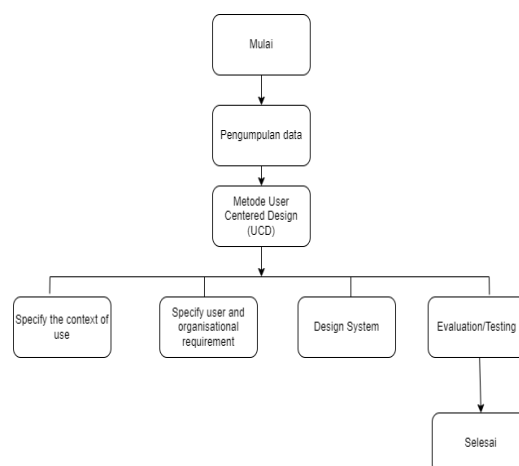 Mulai
Pengumpulan data
Metode User
Centered Design
(UCD)
Specify the context of
use
Specify user and
organisational
requirement
Design System
Evaluation/Testing
Selesai